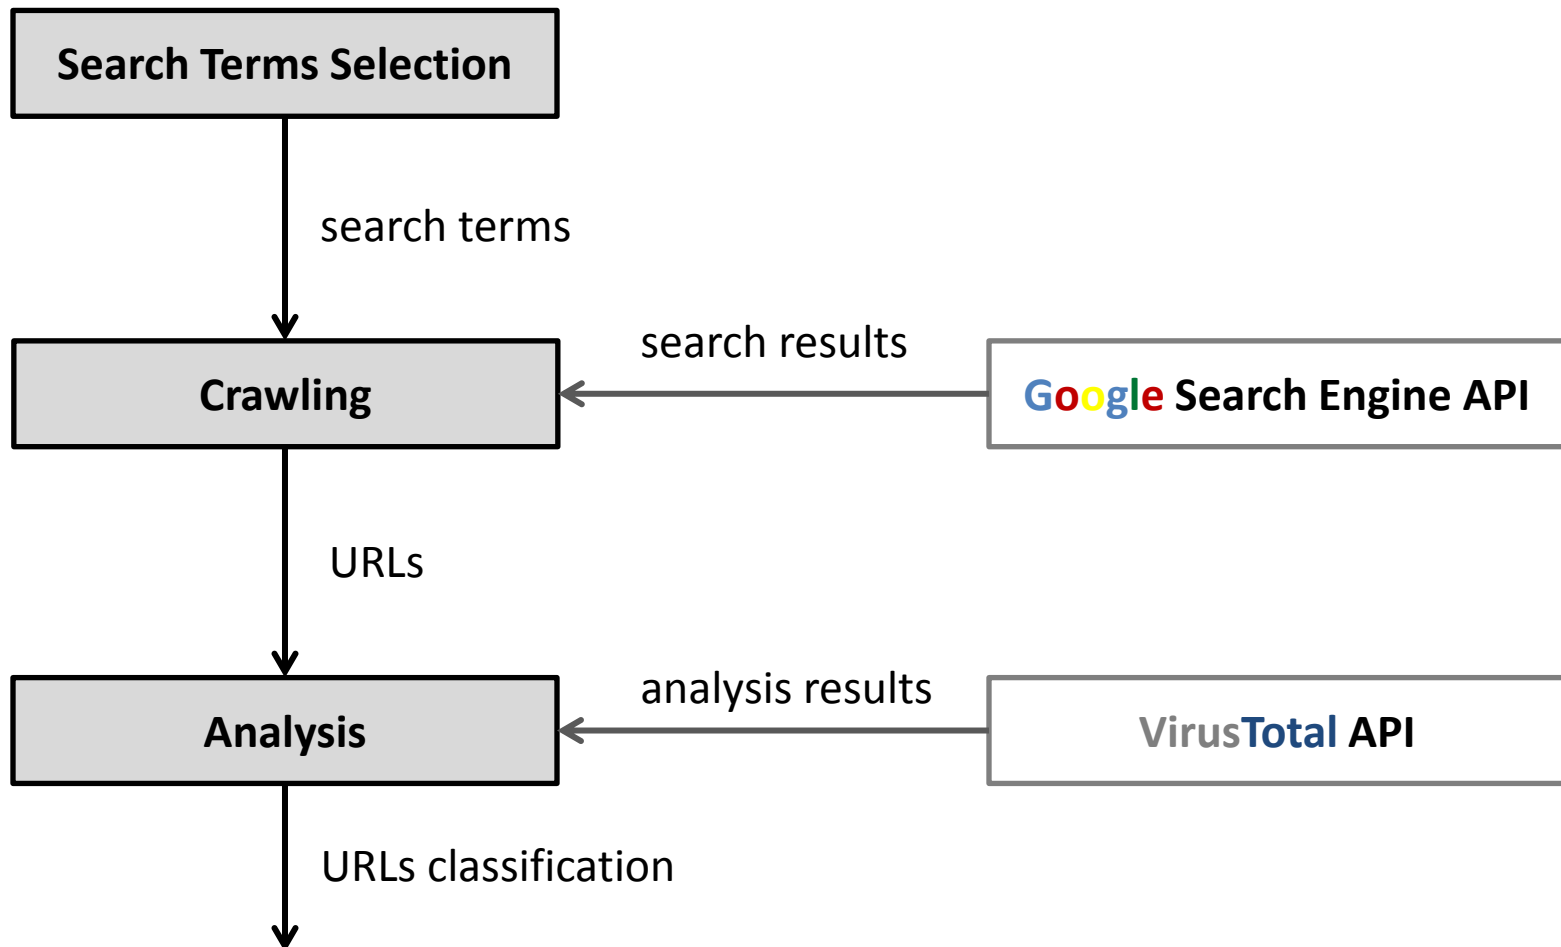 Search Terms Selection
search terms
search results
Crawling
Google Search Engine API
URLs
analysis results
Analysis
VirusTotal API
URLs classification